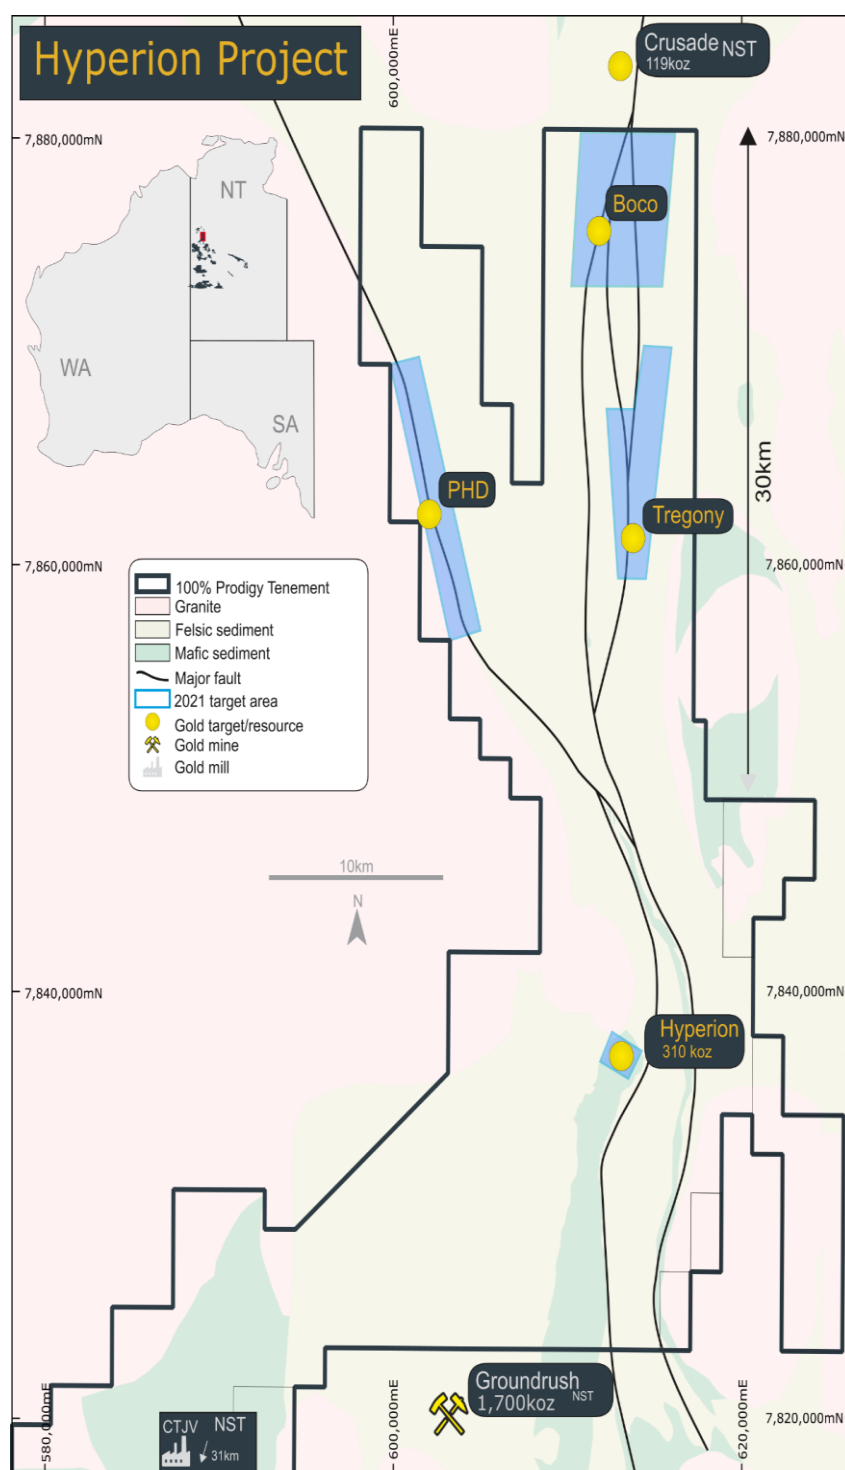 Hyperion Project
600,000mE
Crusade NST
119koz
7,880,000mN
7,880,000mN
NT
WA
SA
Boco
30km
PHD
Tregony
7,860,000mN
7,860,000mN
100% Prodigy Tenement
Granite
Felsic sediment
Mafic sediment
Major fault
2021 target area
Gold target/resource
Gold mine
Gold mill
10km
N
7,840,000mN
7,840,000mN
Hyperion
310 koz
Groundrush
1,700koz NST
CTJV NST
31km
580,000mE
600,000mE
620,000mE
7,820,000mN